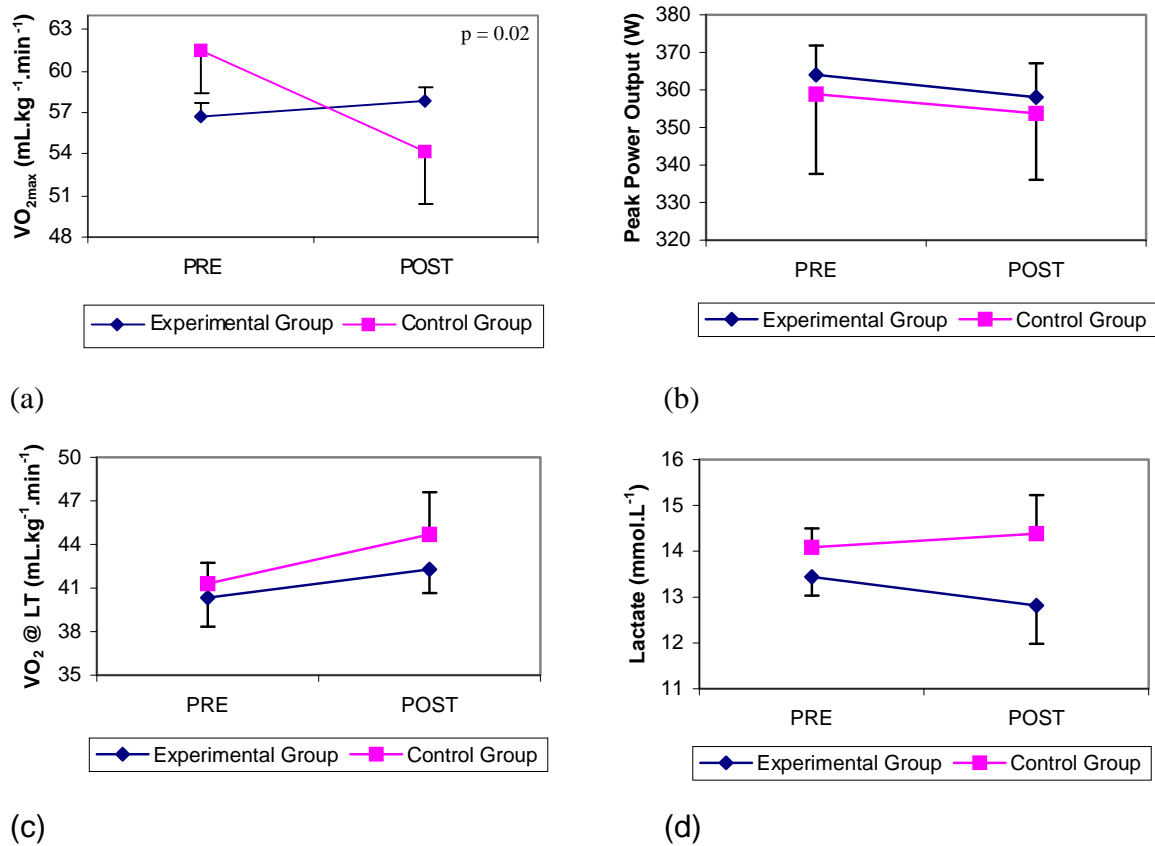 VO2max (mL.kg-1.min-1)
63
60
57
54
51
48
p = 0.02
PRE
POST
Experimental Group
Control Group
(a)
Peak Power Output (W)
380
370
360
350
340
330
320
PRE
POST
Experimental Group
Control Group
(b)
VO2 @ LT (mL.kg-1.min-1)
50
47
44
41
38
35
PRE
POST
Experimental Group
Control Group
(c)
Lactate (mmol.L-1)
16
15
14
13
12
11
PRE
POST
Experimental Group
Control Group
(d)